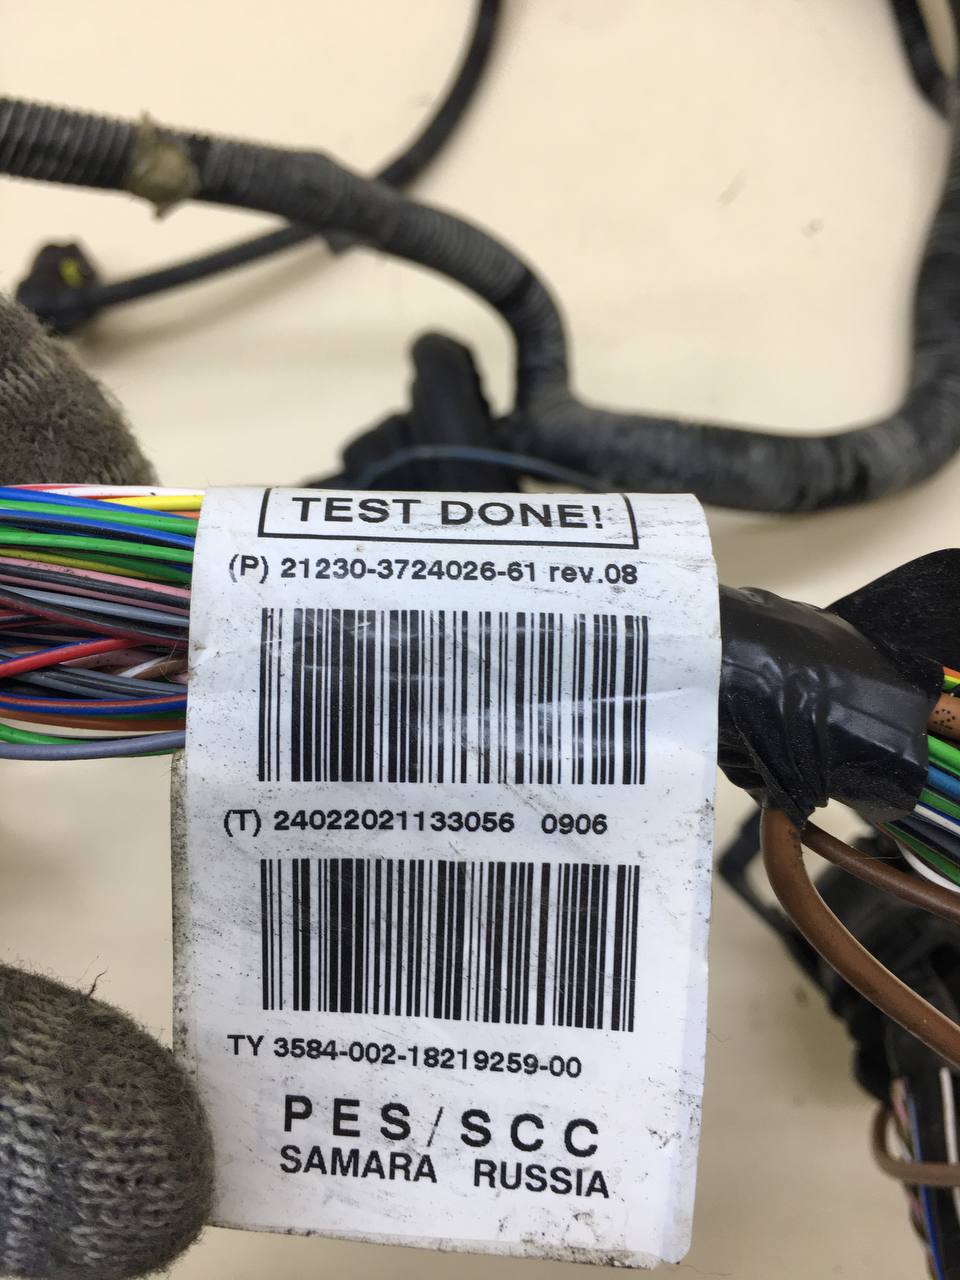 TEST DONE!
(P) 21230-3724026-61 rev.08
(T) 24022021133056 0906
TY 3584-002-18219259-00
PES/SCC
SAMARA RUSSIA